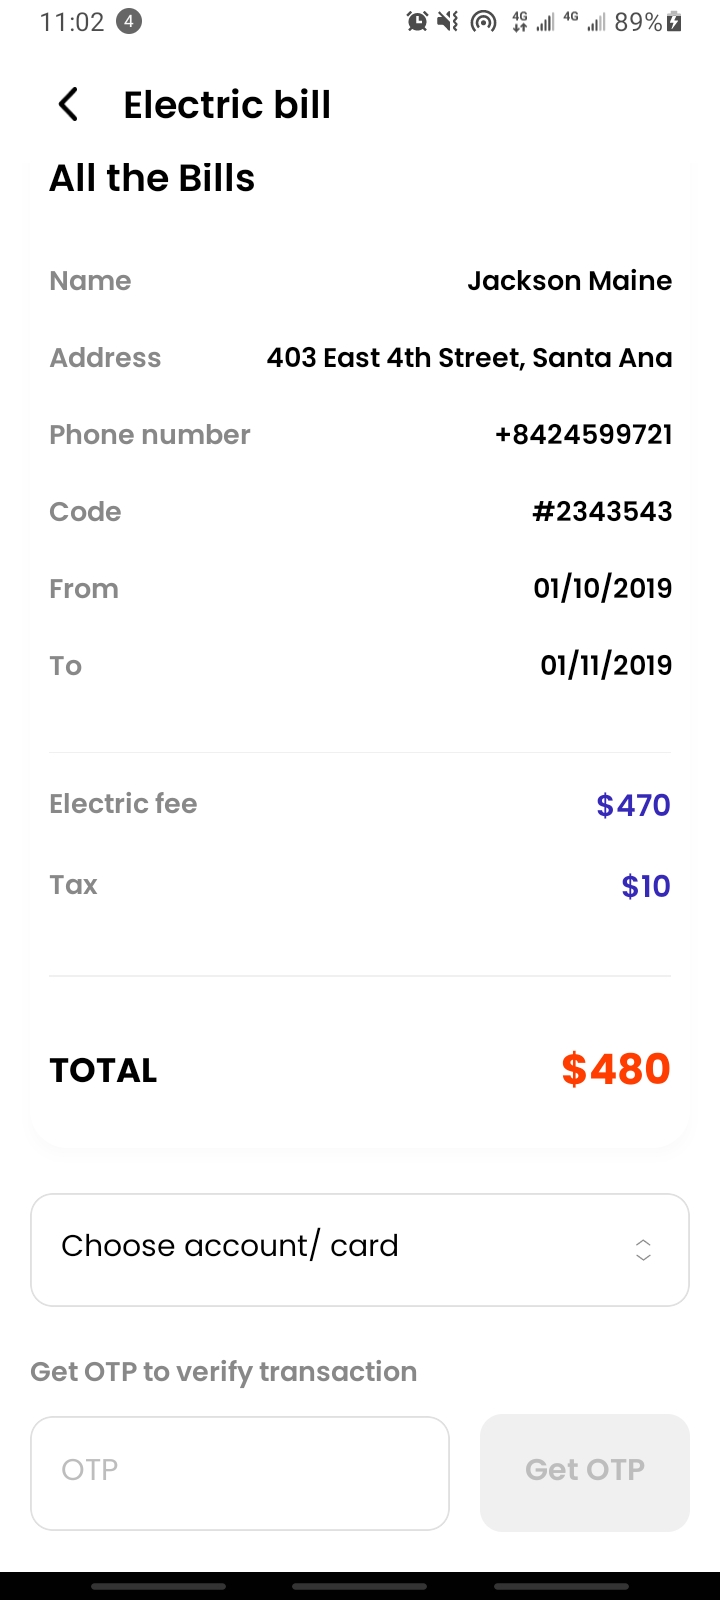 11:02 4 4G 4G 89%
Electric bill
All the Bills
Name Jackson Maine
Address 403 East 4th Street, Santa Ana
Phone number +8424599721
Code #2343543
From 01/10/2019
To 01/11/2019
Electric fee $470
Tax $10
TOTAL $480
Choose account/ card
Get OTP to verify transaction
OTP Get OTP